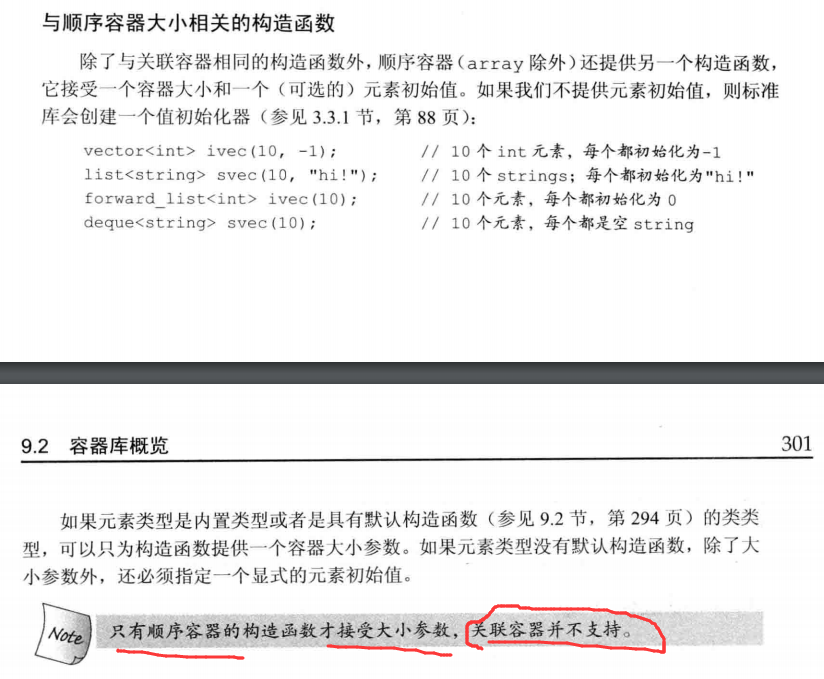 与顺序容器大小相关的构造函数
除了与关联容器相同的构造函数外，顺序容器（array 除外）还提供另一个构造函数，
它接受一个容器大小和一个（可选的）元素初始值。如果我们不提供元素初始值，则标准
库会创建一个值初始化器（参见 3.3.1 节，第 88 页）：
vector<int> ivec(10, -1); // 10 个 int 元素，每个都初始化为-1
list<string> svec(10, "hi!"); // 10 个 strings；每个都初始化为"hi!"
forward_list<int> ivec(10); // 10 个元素，每个都初始化为 0
deque<string> svec(10); // 10 个元素，每个都是空 string
9.2 容器库概览 301
如果元素类型是内置类型或者是具有默认构造函数（参见 9.2 节，第 294 页）的类类
型，可以只为构造函数提供一个容器大小参数。如果元素类型没有默认构造函数，除了大
小参数外，还必须指定一个显式的元素初始值。
Note 只有顺序容器的构造函数才接受大小参数，关联容器并不支持。